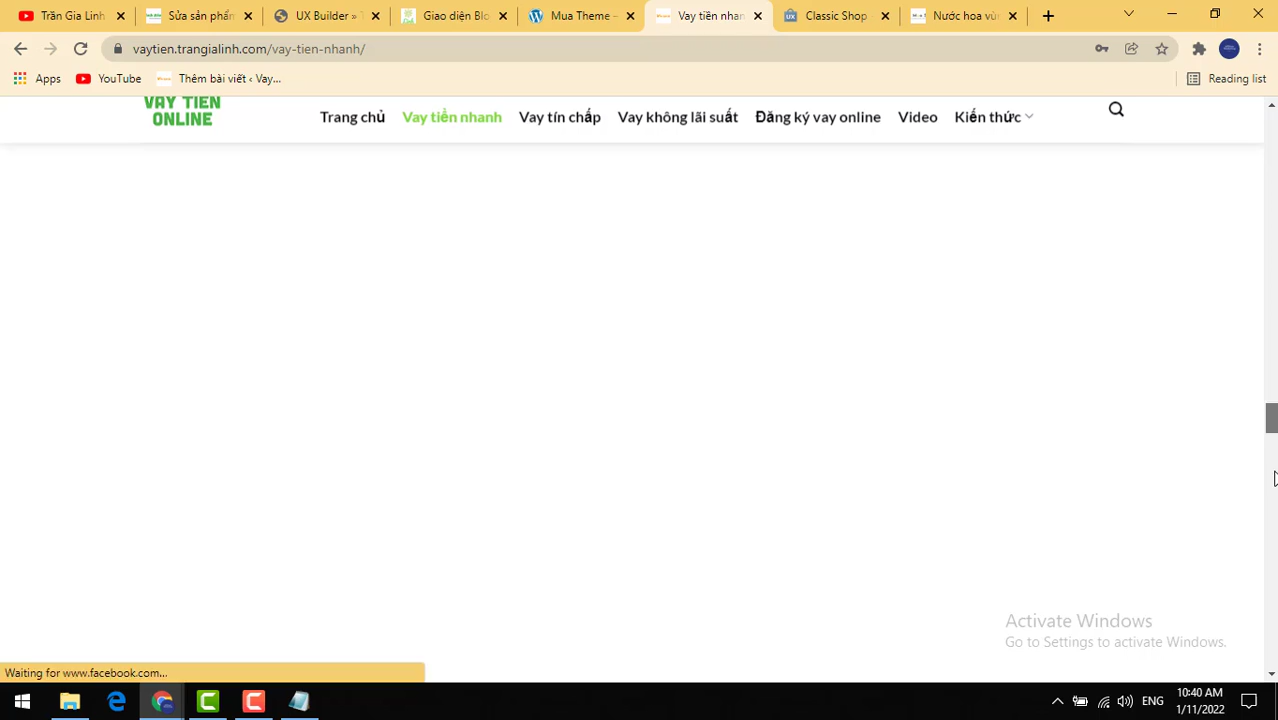 Trần Gia Linh
Sửa sản phẩm
UX Builder » T
Giao diện Blo
Mua Theme –
Vay tiền nhan
Classic Shop
Nước hoa vù
vaytien.trangialinh.com/vay-tien-nhanh/
Apps
YouTube
Thêm bài viết ‹ Vay...
Reading list
VAY TIEN
ONLINE
Trang chủ
Vay tiền nhanh
Vay tín chấp
Vay không lãi suất
Đăng ký vay online
Video
Kiến thức
Activate Windows
Go to Settings to activate Windows.
Waiting for www.facebook.com...
ENG
10:40 AM
1/11/2022